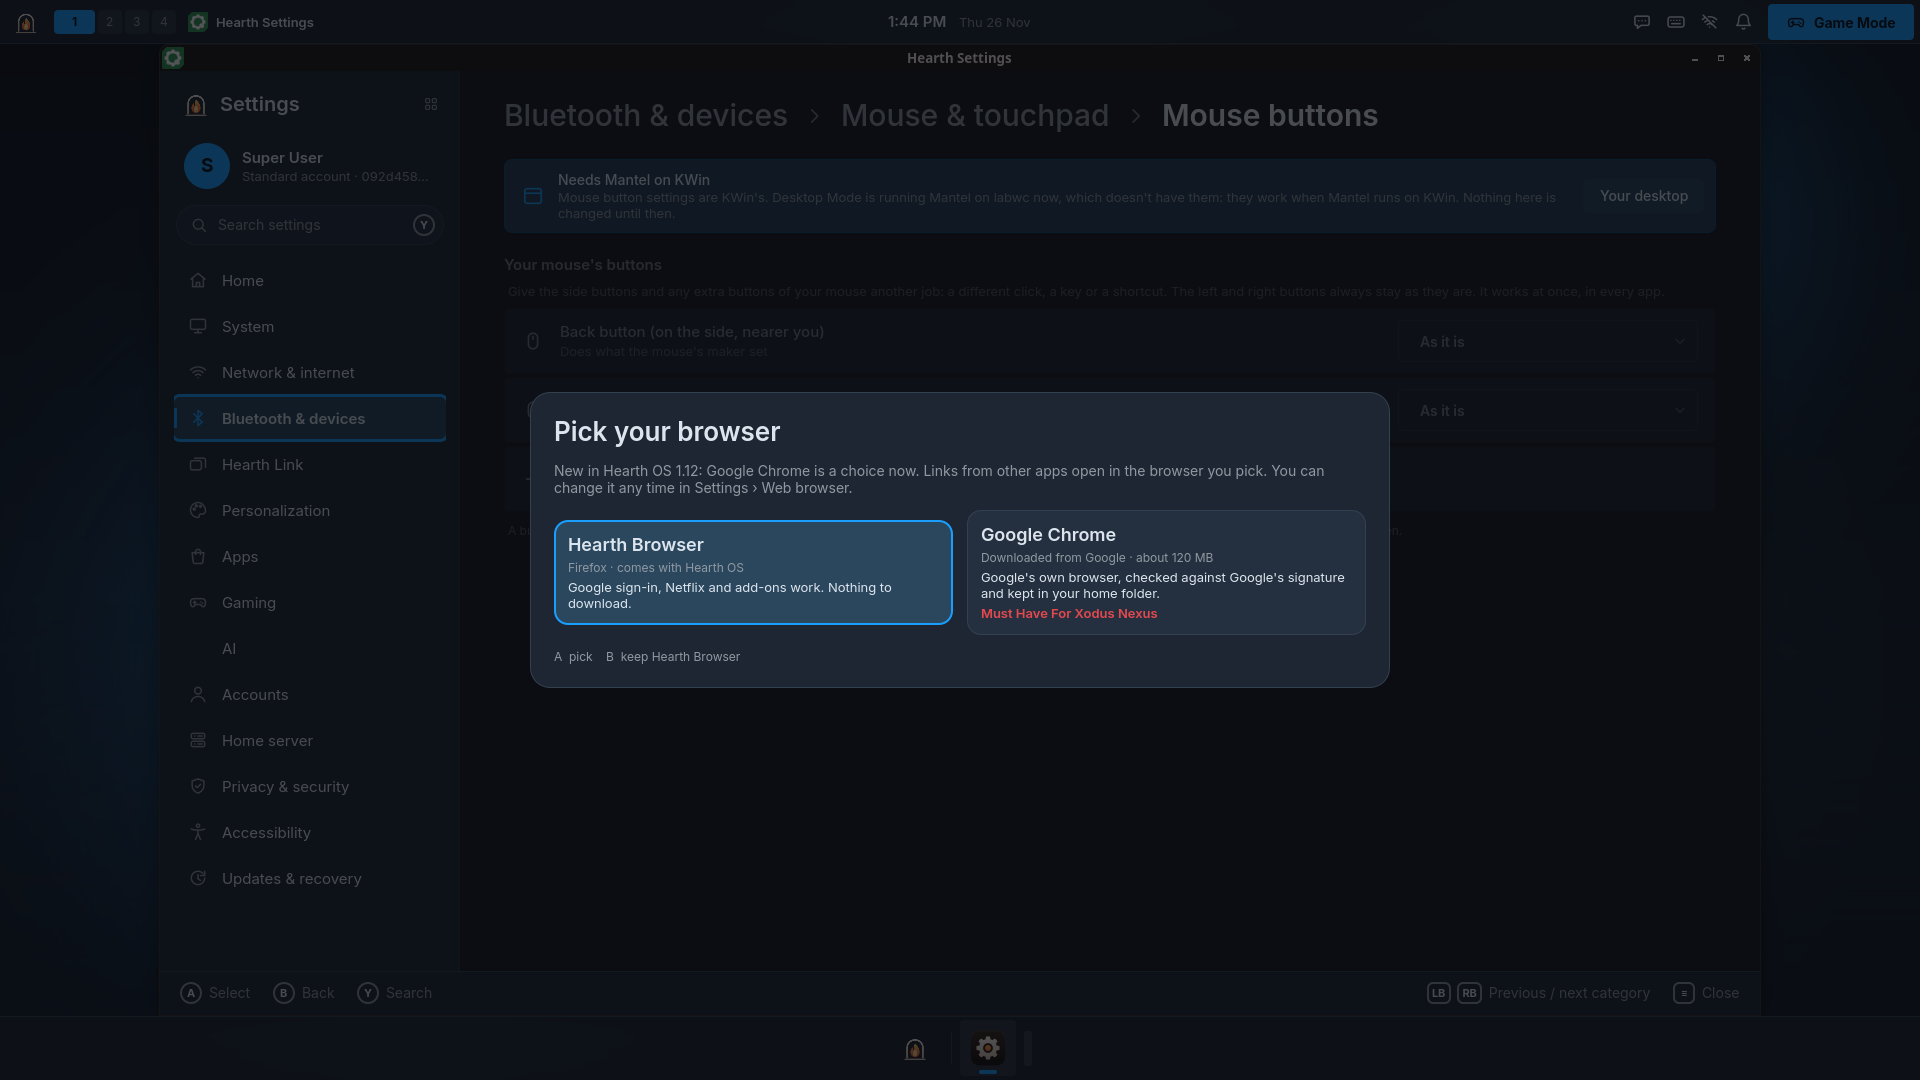 1 2 3 4 Hearth Settings
1:44 PM Thu 26 Nov
Game Mode
Hearth Settings
Settings
S
Super User
Standard account · 092d458...
Search settings Y
Home
System
Network & internet
Bluetooth & devices
Hearth Link
Personalization
Apps
Gaming
AI
Accounts
Home server
Privacy & security
Accessibility
Updates & recovery
Bluetooth & devices › Mouse & touchpad › Mouse buttons
Needs Mantel on KWin
Mouse button settings are KWin's. Desktop Mode is running Mantel on labwc now, which doesn't have them: they work when Mantel runs on KWin. Nothing here is
changed until then.
Your desktop
Your mouse's buttons
Give the side buttons and any extra buttons of your mouse another job: a different click, a key or a shortcut. The left and right buttons always stay as they are. It works at once, in every app.
Back button (on the side, nearer you)
Does what the mouse's maker set
As it is
As it is
Pick your browser
New in Hearth OS 1.12: Google Chrome is a choice now. Links from other apps open in the browser you pick. You can
change it any time in Settings › Web browser.
Hearth Browser
Firefox · comes with Hearth OS
Google sign-in, Netflix and add-ons work. Nothing to
download.
Google Chrome
Downloaded from Google · about 120 MB
Google's own browser, checked against Google's signature
and kept in your home folder.
Must Have For Xodus Nexus
A pick B keep Hearth Browser
A Select B Back Y Search
LB RB Previous / next category Close